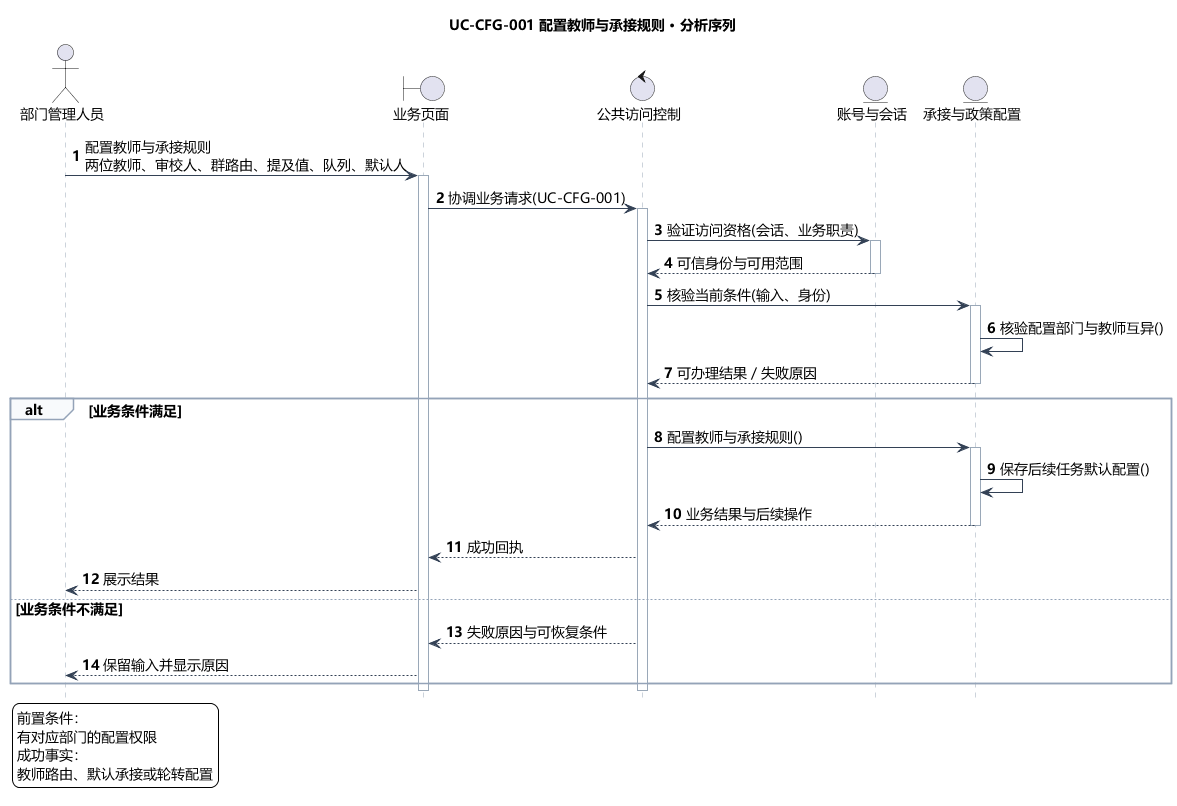 UC-CFG-001 配置教师与承接规则 • 分析序列
部门管理人员
业务页面
公共访问控制
账号与会话
承接与政策配置
1 配置教师与承接规则
两位教师、审校人、群路由、提及值、队列、默认人
2 协调业务请求(UC-CFG-001)
3 验证访问资格(会话、业务职责)
4 可信身份与可用范围
5 核验当前条件(输入、身份)
6 核验配置部门与教师互异()
7 可办理结果 / 失败原因
alt [业务条件满足]
8 配置教师与承接规则()
9 保存后续任务默认配置()
10 业务结果与后续操作
11 成功回执
12 展示结果
[业务条件不满足]
13 失败原因与可恢复条件
14 保留输入并显示原因
前置条件：
有对应部门的配置权限
成功事实：
教师路由、默认承接或轮转配置